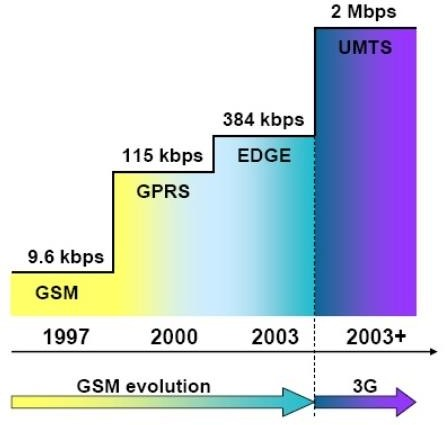 2 Mbps
UMTS
384 kbps
EDGE
115 kbps
GPRS
9.6 kbps
GSM
1997 2000 2003 2003+
GSM evolution 3G